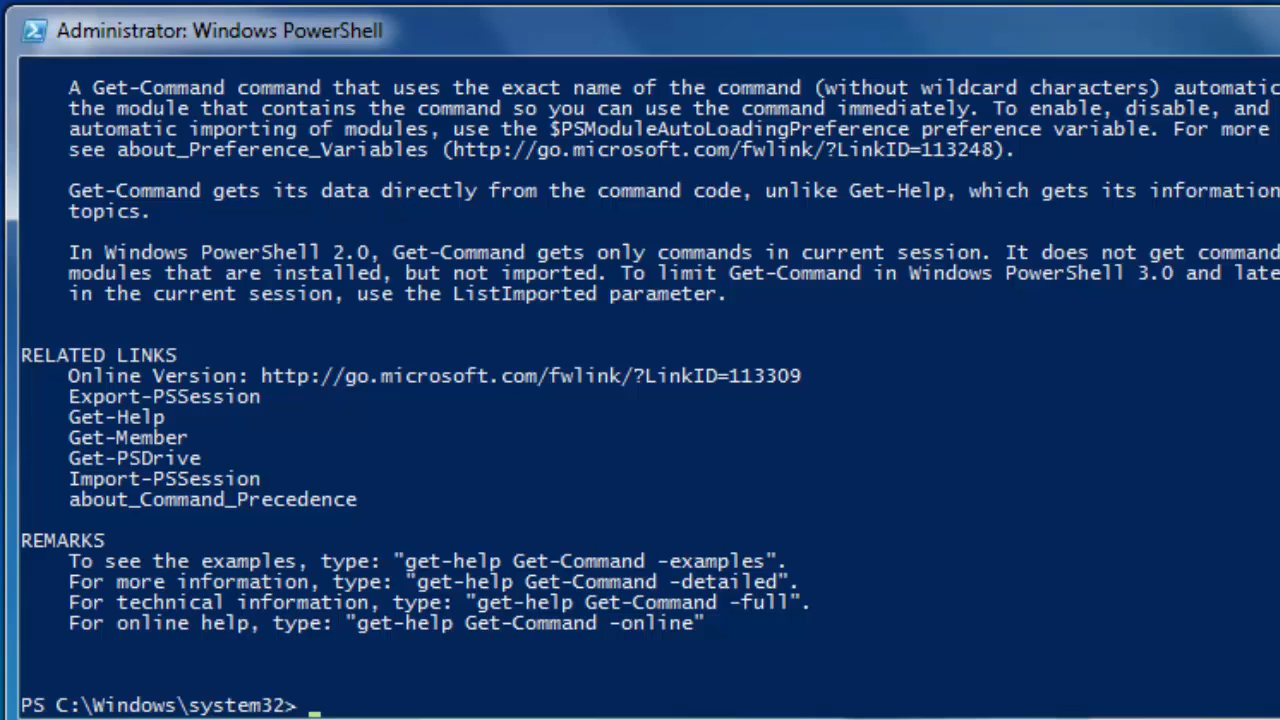 Administrator: Windows PowerShell
A Get-Command command that uses the exact name of the command (without wildcard characters) automatic
the module that contains the command so you can use the command immediately. To enable, disable, and
automatic importing of modules, use the $PSModuleAutoLoadingPreference preference variable. For more
see about_Preference_Variables (http://go.microsoft.com/fwlink/?LinkID=113248).
Get-Command gets its data directly from the command code, unlike Get-Help, which gets its information
topics.
In Windows PowerShell 2.0, Get-Command gets only commands in current session. It does not get command
modules that are installed, but not imported. To limit Get-Command in Windows PowerShell 3.0 and late
in the current session, use the ListImported parameter.
RELATED LINKS
Online Version: http://go.microsoft.com/fwlink/?LinkID=113309
Export-PSSession
Get-Help
Get-Member
Get-PSDrive
Import-PSSession
about_Command_Precedence
REMARKS
To see the examples, type: "get-help Get-Command -examples".
For more information, type: "get-help Get-Command -detailed".
For technical information, type: "get-help Get-Command -full".
For online help, type: "get-help Get-Command -online"
PS C:\Windows\system32> _